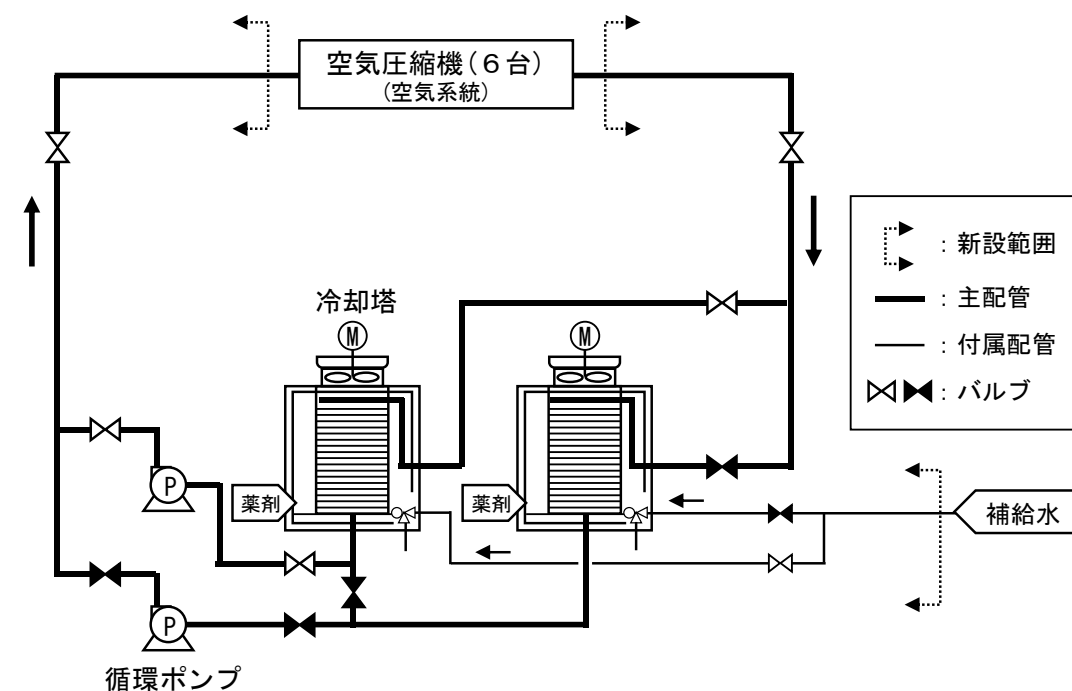 空気圧縮機(6台)
(空気系統)
: 新設範囲
: 主配管
: 付属配管
: バルブ
冷却塔
M
M
P
薬剤
薬剤
補給水
P
循環ポンプ